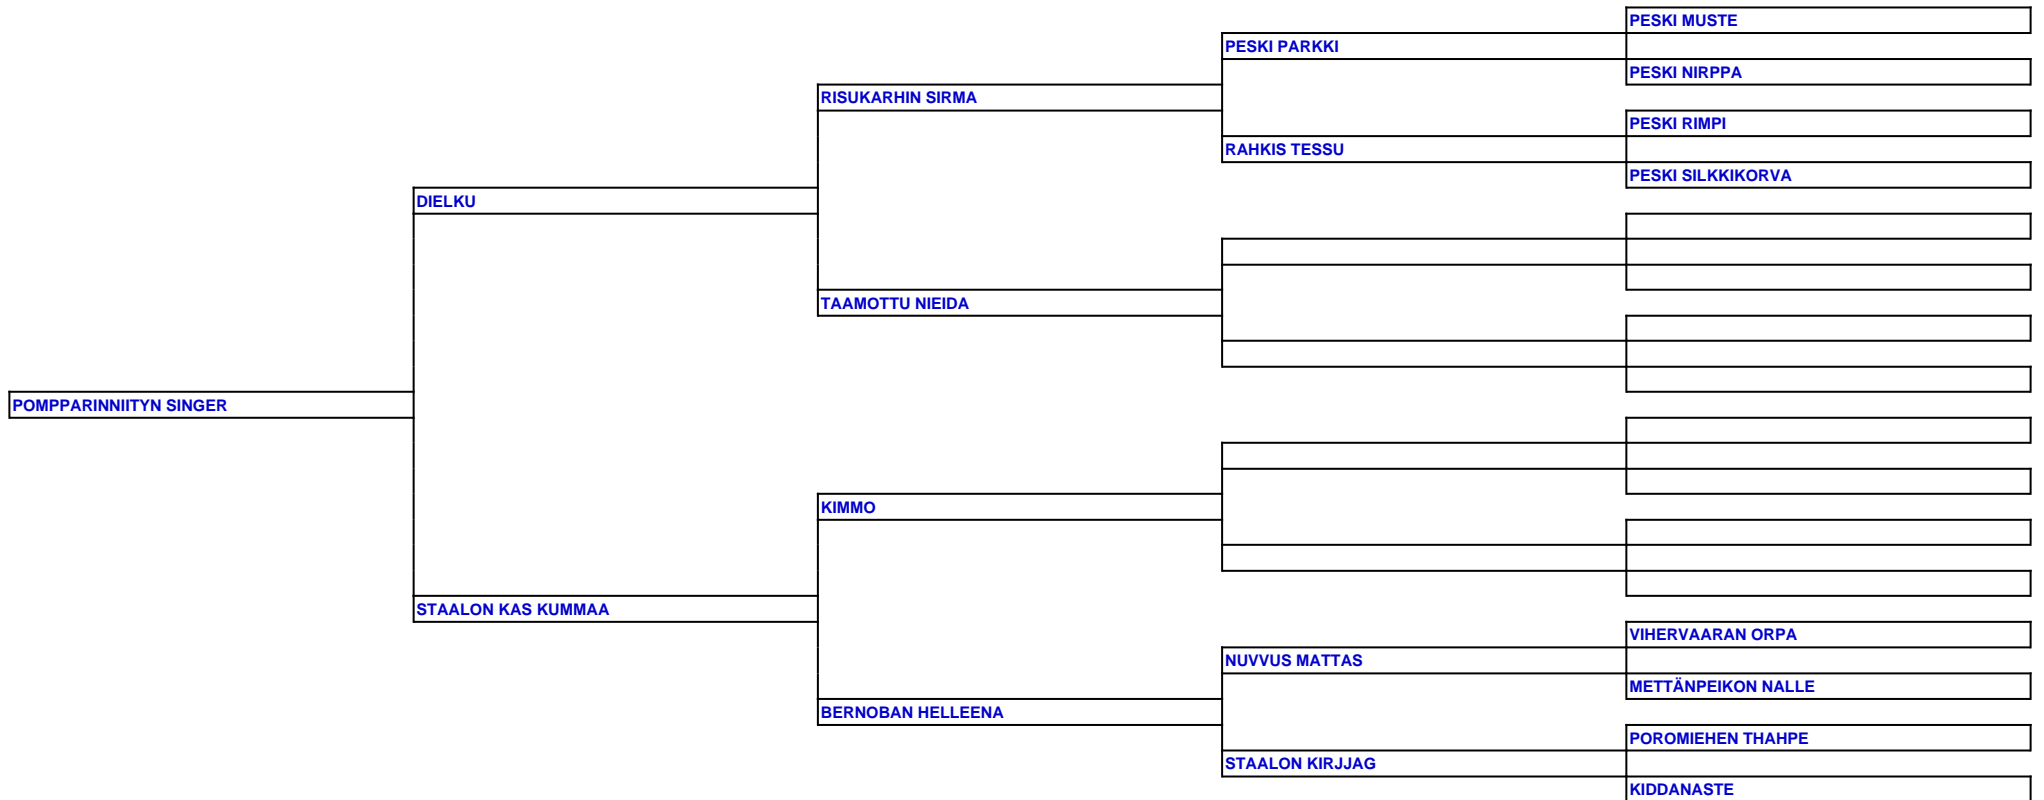 PESKI MUSTE
PESKI PARKKI
PESKI NIRPPA
RISUKARHIN SIRMA
PESKI RIMPI
RAHKIS TESSU
PESKI SILKKIKORVA
DIELKU
TAAMOTTU NIEIDA
POMPPARINNIITYN SINGER
KIMMO
STAALON KAS KUMMAA
VIHERVAARAN ORPA
NUVVUS MATTAS
METTÄNPEIKON NALLE
BERNOBAN HELLEENA
POROMIEHEN THAHPE
STAALON KIRJJAG
KIDDANASTE